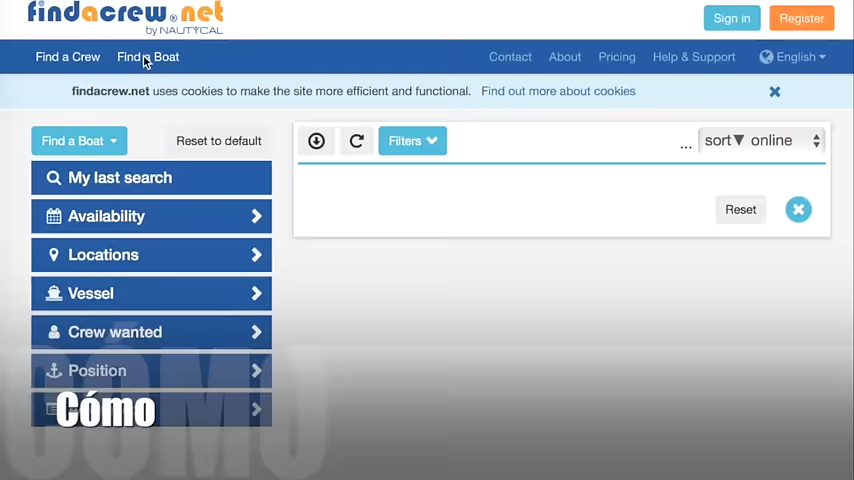 findacrew.net
by NAUTYCAL
Sign in
Register
Find a Crew
Find a Boat
Contact
About
Pricing
Help & Support
English
findacrew.net uses cookies to make the site more efficient and functional. Find out more about cookies
Find a Boat
Reset to default
Filters
... sort▼ online
My last search
Availability
Reset
Locations
Vessel
Crew wanted
Position
Cómo
CÓMO